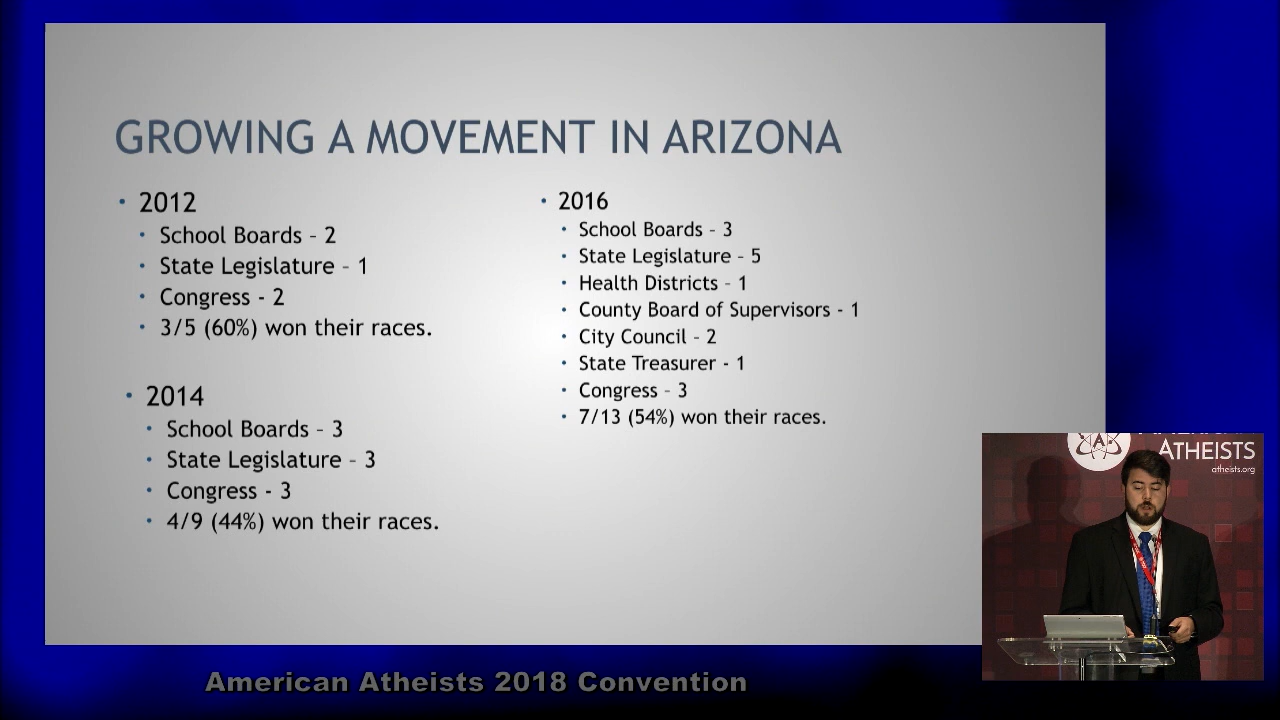 GROWING A MOVEMENT IN ARIZONA
• 2012
• School Boards – 2
• State Legislature – 1
• Congress - 2
• 3/5 (60%) won their races.
• 2014
• School Boards – 3
• State Legislature – 3
• Congress - 3
• 4/9 (44%) won their races.
• 2016
• School Boards – 3
• State Legislature – 5
• Health Districts – 1
• County Board of Supervisors - 1
• City Council – 2
• State Treasurer - 1
• Congress – 3
• 7/13 (54%) won their races.
A
AMERICAN
ATHEISTS
atheists.org
American Atheists 2018 Convention